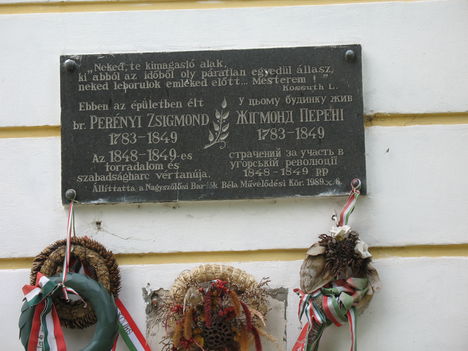 „Neked, te kimagasló alak,
ki abból az időből oly páratlan egyedül állasz,
neked leborulok emléked előtt... Mesterem!"
Kossuth L.
Ebben az épületben élt
br. PERÉNYI ZSIGMOND
1783-1849
Az 1848-1849-es
forradalom és
szabadságharc vértanúja.
У цьому будинку жив
ЖІГМОНД ПЕРЕНІ
1783-1849
страчений за участь в
угорській революції
1848-1849 рр
Állíttatta a Nagyszőlősi Bartók Béla Művelődési Kör. 1989.